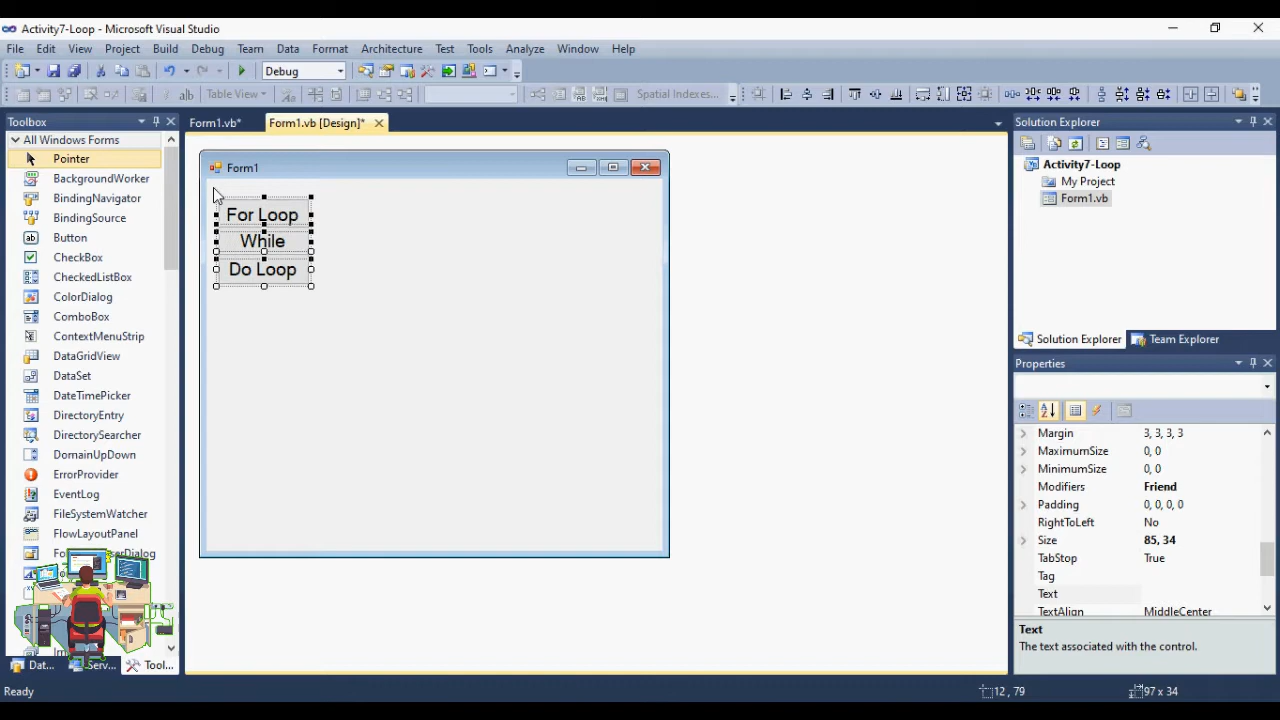 Activity7-Loop - Microsoft Visual Studio
File Edit View Project Build Debug Team Data Format Architecture Test Tools Analyze Window Help
Debug
ab Table View Spatial Indexes...
Toolbox
Form1.vb*
Form1.vb [Design]*
Solution Explorer
All Windows Forms
Pointer
BackgroundWorker
BindingNavigator
BindingSource
Button
CheckBox
CheckedListBox
ColorDialog
ComboBox
ContextMenuStrip
DataGridView
DataSet
DateTimePicker
DirectoryEntry
DirectorySearcher
DomainUpDown
ErrorProvider
EventLog
FileSystemWatcher
FlowLayoutPanel
Form1
For Loop
While
Do Loop
Activity7-Loop
My Project
Form1.vb
Solution Explorer
Team Explorer
Properties
Margin 3, 3, 3, 3
MaximumSize 0, 0
MinimumSize 0, 0
Modifiers Friend
Padding 0, 0, 0, 0
RightToLeft No
Size 85, 34
TabStop True
Tag
Text
TextAlign MiddleCenter
Text
The text associated with the control.
Dat... Serv... Tool...
Ready
12 , 79
97 x 34